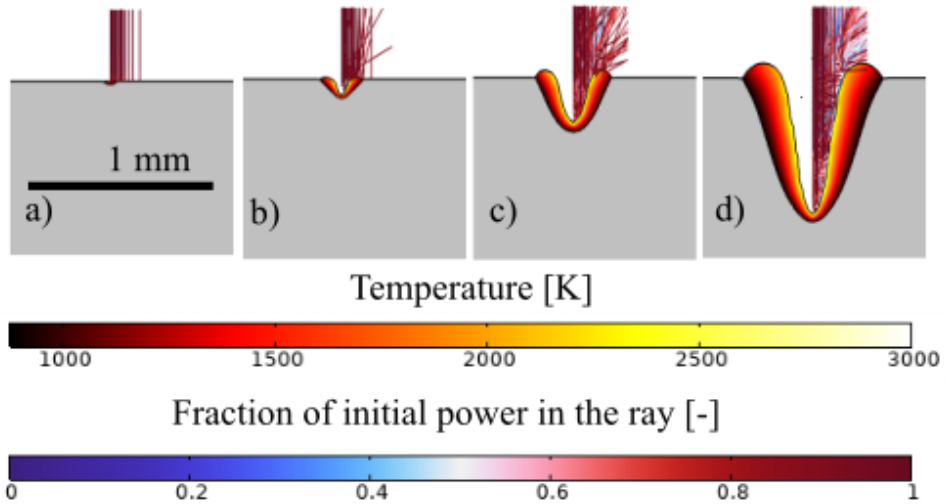 1 mm
a)
b)
c)
d)
Temperature [K]
1000 1500 2000 2500 3000
Fraction of initial power in the ray [-]
0 0.2 0.4 0.6 0.8 1